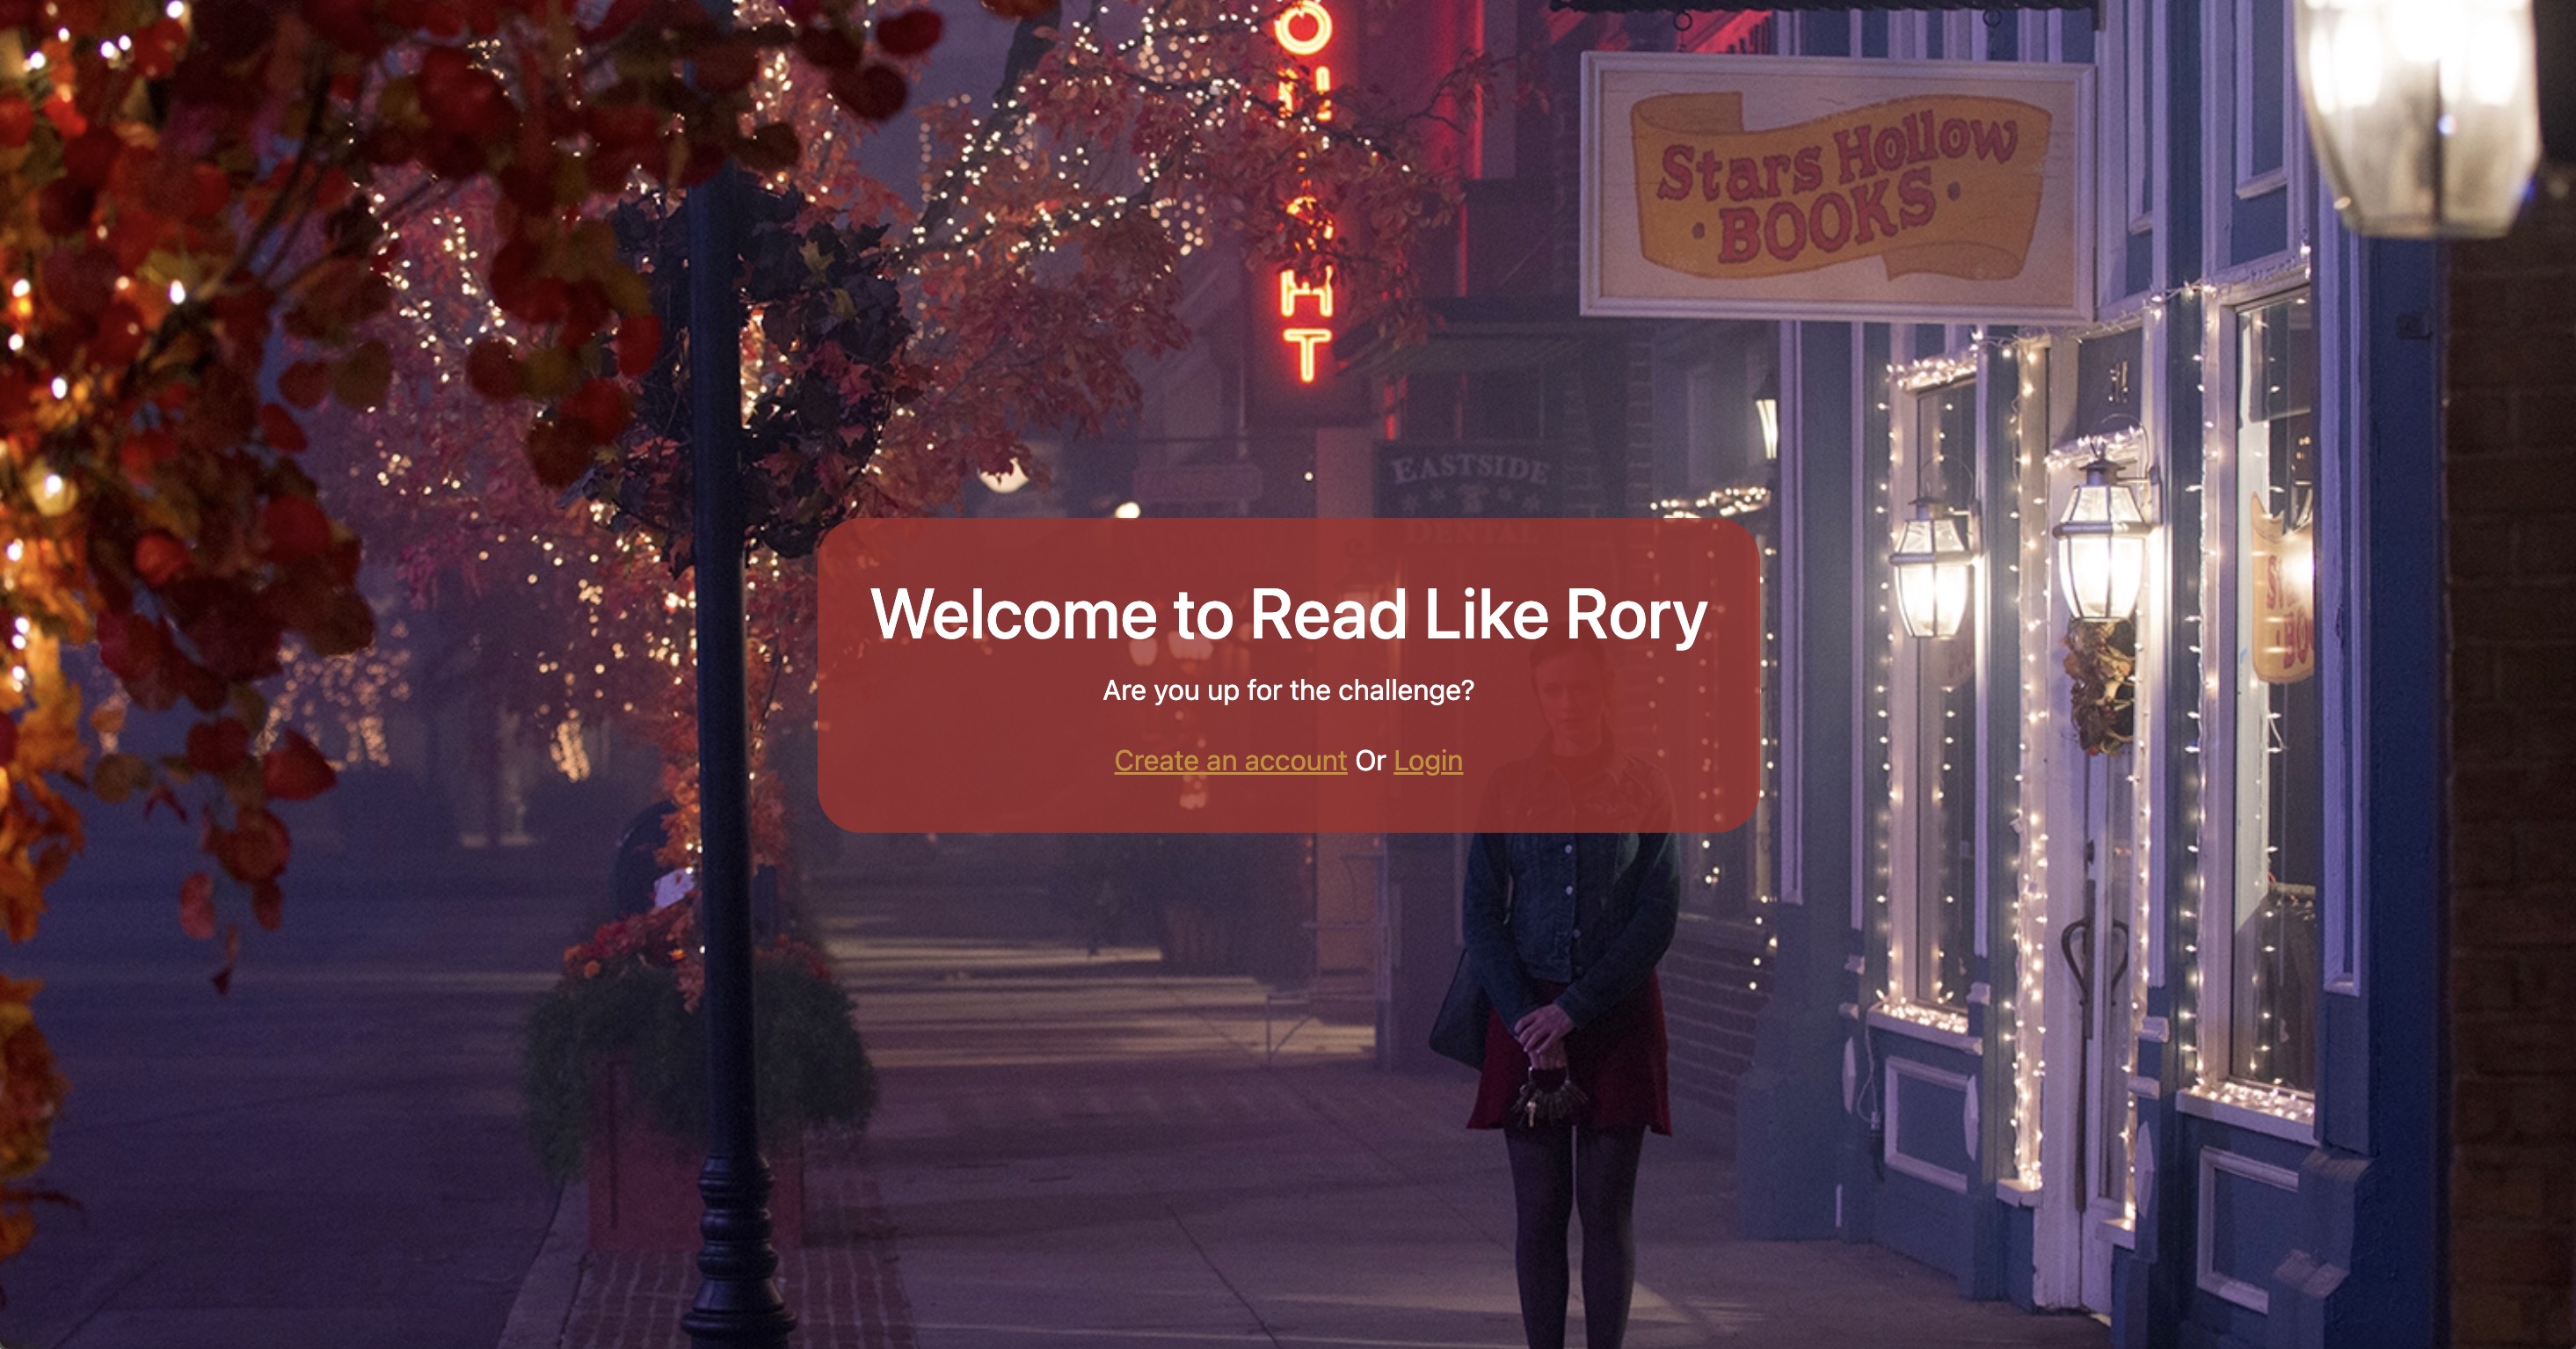 Stars Hollow
BOOKS
EASTSIDE
DENTAL
Welcome to Read Like Rory
Are you up for the challenge?
Create an account Or Login